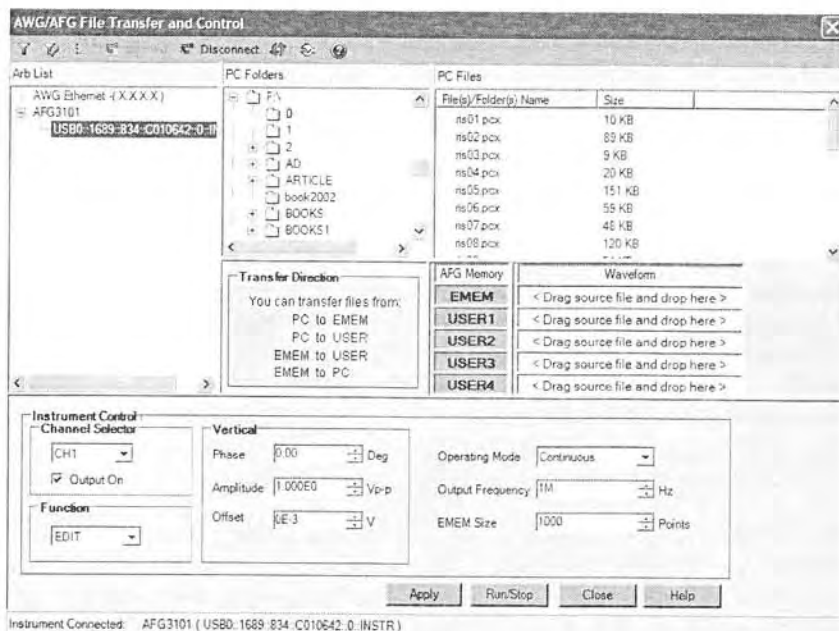 AWG/AFG File Transfer and Control
Disconnect
Arb List
AWG Ethernet -( X.X.X.X )
AFG3101
USB0::1689::834::C010642::0::IN
PC Folders
F:\
0
1
2
AD
ARTICLE
book2002
BOOKS
BOOKS1
PC Files
File(s)/Folder(s) Name Size
ris01.pcx 10 KB
ris02.pcx 89 KB
ris03.pcx 9 KB
ris04.pcx 20 KB
ris05.pcx 151 KB
ris06.pcx 59 KB
ris07.pcx 48 KB
ris08.pcx 120 KB
Transfer Direction
You can transfer files from:
PC to EMEM
PC to USER
EMEM to USER
EMEM to PC
AFG Memory Waveform
EMEM < Drag source file and drop here >
USER1 < Drag source file and drop here >
USER2 < Drag source file and drop here >
USER3 < Drag source file and drop here >
USER4 < Drag source file and drop here >
Instrument Control
Channel Selector
CH1
Output On
Function
EDIT
Vertical
Phase 0.00 Deg
Amplitude 1.000E0 Vp-p
Offset 0E-3 V
Operating Mode Continuous
Output Frequency 1M Hz
EMEM Size 1000 Points
Apply Run/Stop Close Help
Instrument Connected: AFG3101 ( USB0::1689::834::C010642::0::INSTR )